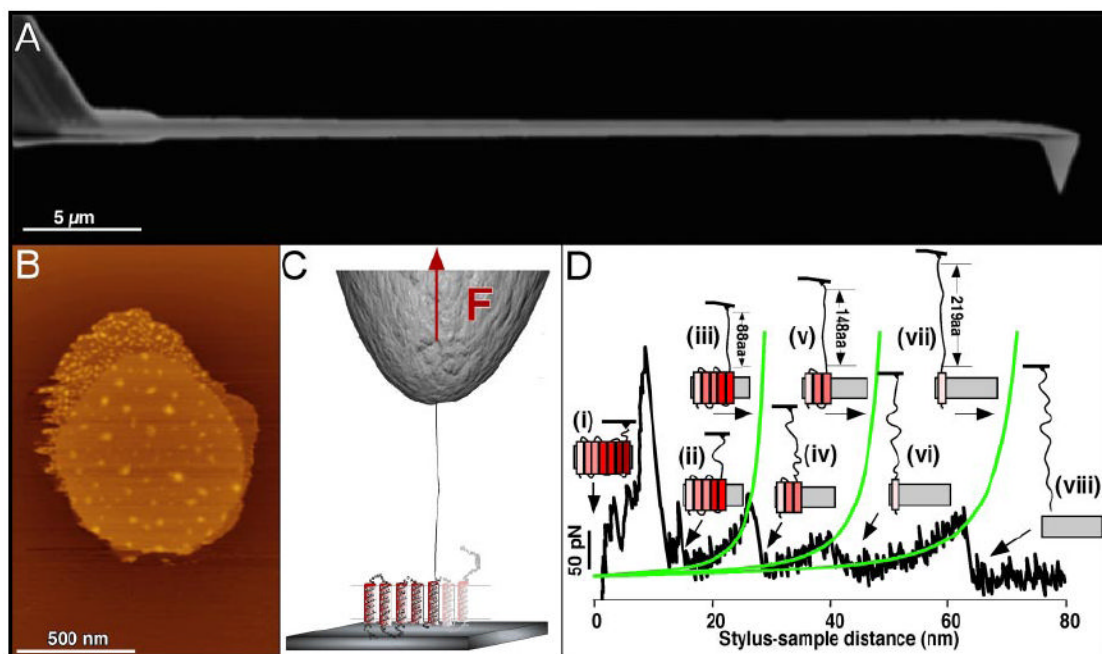 A
5 µm
B
500 nm
C
F
D
(i)
(ii)
(iii)
88aa
(iv)
(v)
148aa
(vi)
(vii)
219aa
(viii)
50 pN
0 20 40 60 80
Stylus-sample distance (nm)